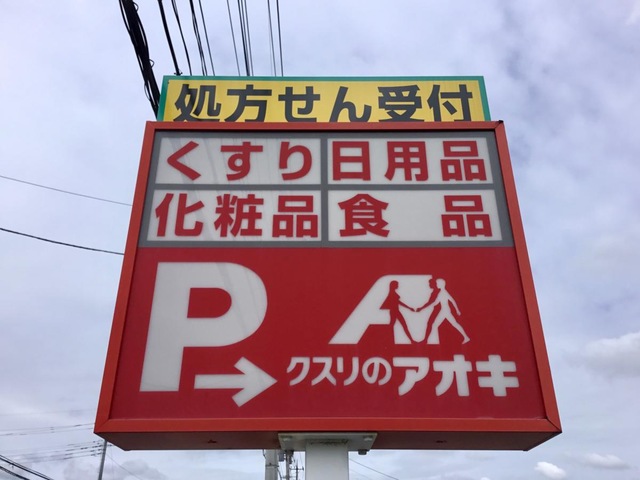 処方せん受付
くすり 日用品
化粧品 食品
P
クスリのアオキ